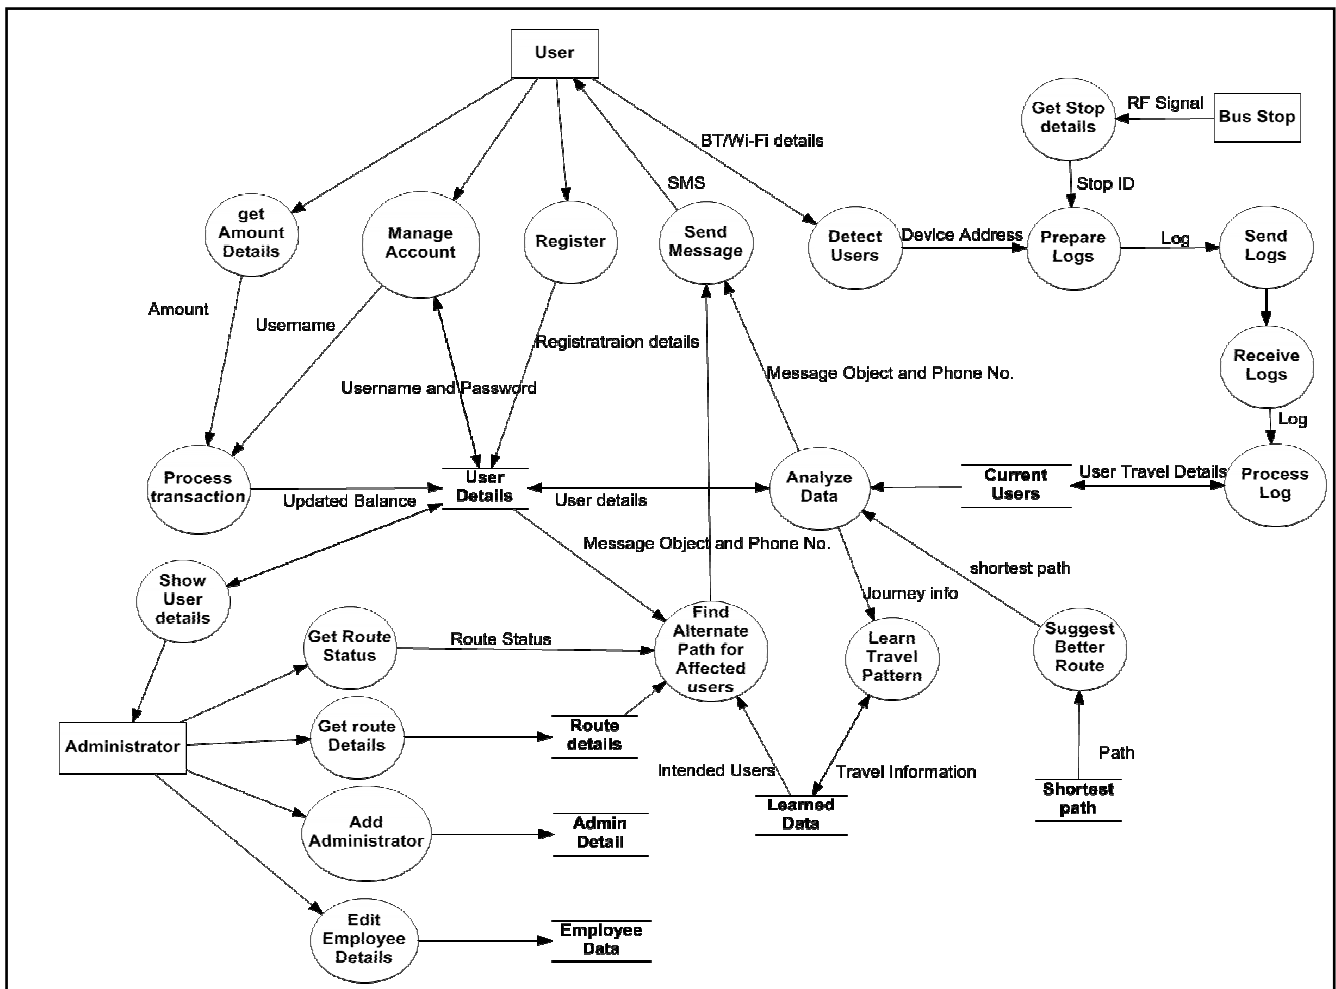 User
Get Stop
details
RF Signal
Bus Stop
BT/Wi-Fi details
SMS
Stop ID
get
Amount
Details
Manage
Account
Register
Send
Message
Detect
Users
Device Address
Prepare
Logs
Log
Send
Logs
Amount
Username
Registratraion details
Receive
Logs
Username and Password
Message Object and Phone No.
Log
Process
transaction
Updated Balance
User
Details
User details
Analyze
Data
Current
Users
User Travel Details
Process
Log
Message Object and Phone No.
shortest path
Show
User
details
Journey info
Get Route
Status
Route Status
Find
Alternate
Path for
Affected
users
Learn
Travel
Pattern
Suggest
Better
Route
Administrator
Get route
Details
Route
details
Intended Users
Travel Information
Path
Learned
Data
Shortest
path
Add
Administrator
Admin
Detail
Edit
Employee
Details
Employee
Data